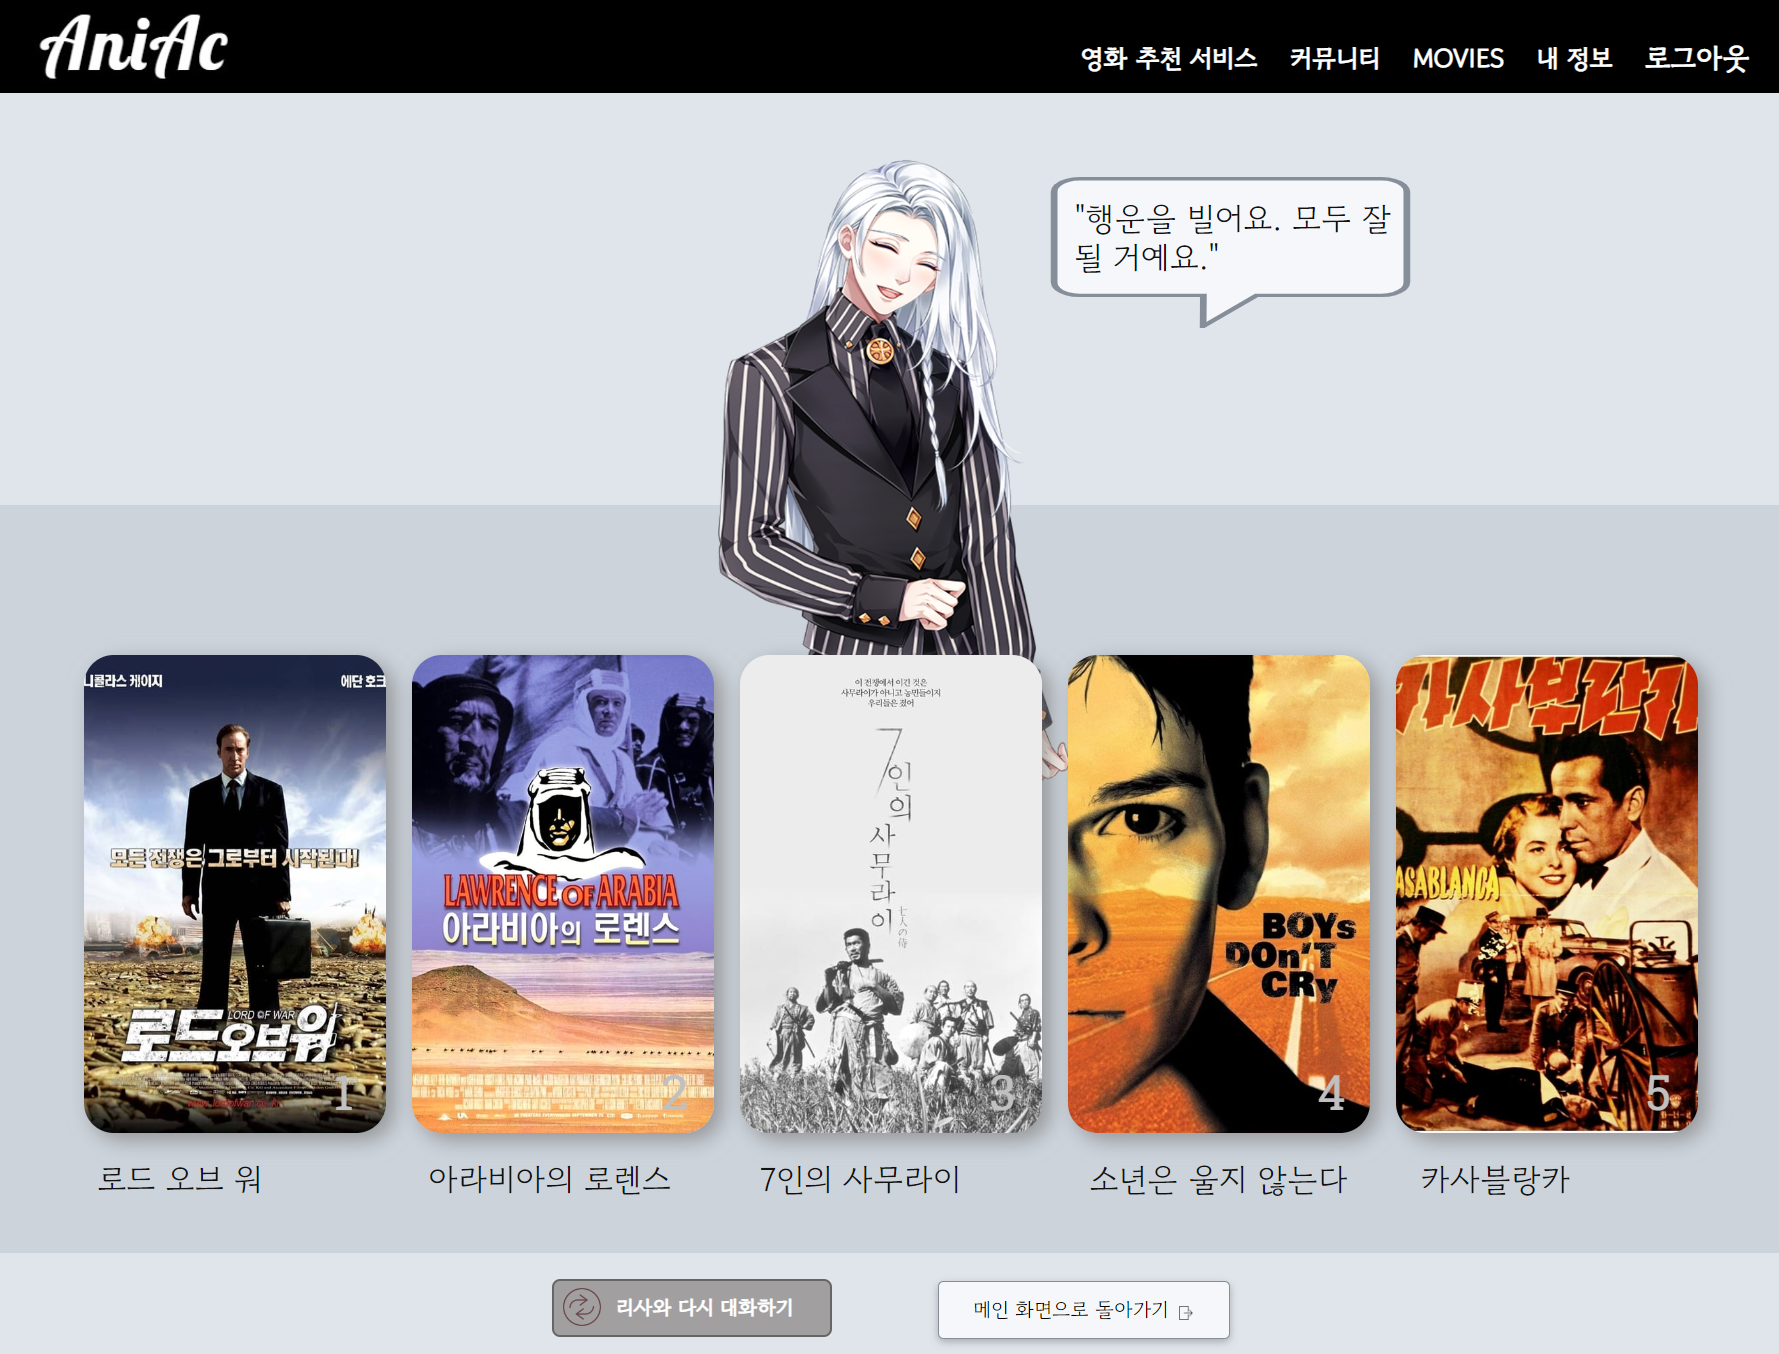 AniAc
영화 추천 서비스
커뮤니티
MOVIES
내 정보
로그아웃
"행운을 빌어요. 모두 잘
될 거예요."
니콜라스 케이지
에단 호크
모든 전쟁은 그로부터 시작된다!
LORD OF WAR
로드 오브 워
1
LAWRENCE OF ARABIA
아라비아의 로렌스
2
이 전쟁에서 이긴 것은
사무라이가 아니고 농민들이지
우리들은 졌어
7인의 사무라이
七人の侍
3
BOYs
DOn'T
CRy
4
카사부란카
ASABLANCA
5
로드 오브 워
아라비아의 로렌스
7인의 사무라이
소년은 울지 않는다
카사블랑카
리사와 다시 대화하기
메인 화면으로 돌아가기